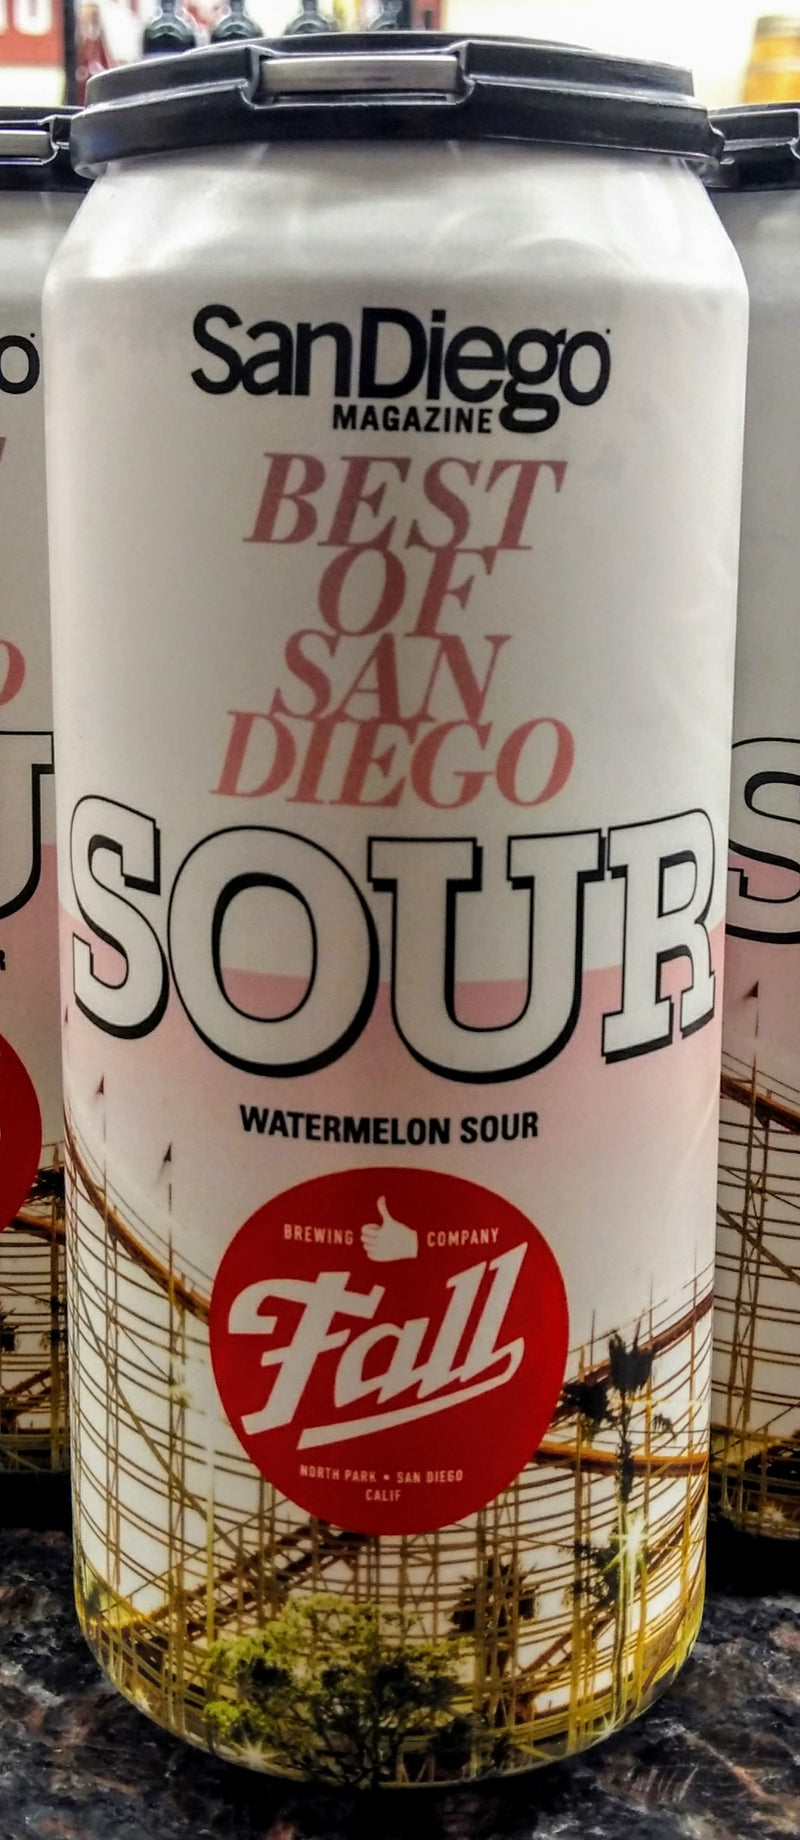 SanDiego
MAGAZINE
BEST
OF
SAN
DIEGO
SOUR
WATERMELON SOUR
BREWING COMPANY
Fall
NORTH PARK • SAN DIEGO
CALIF